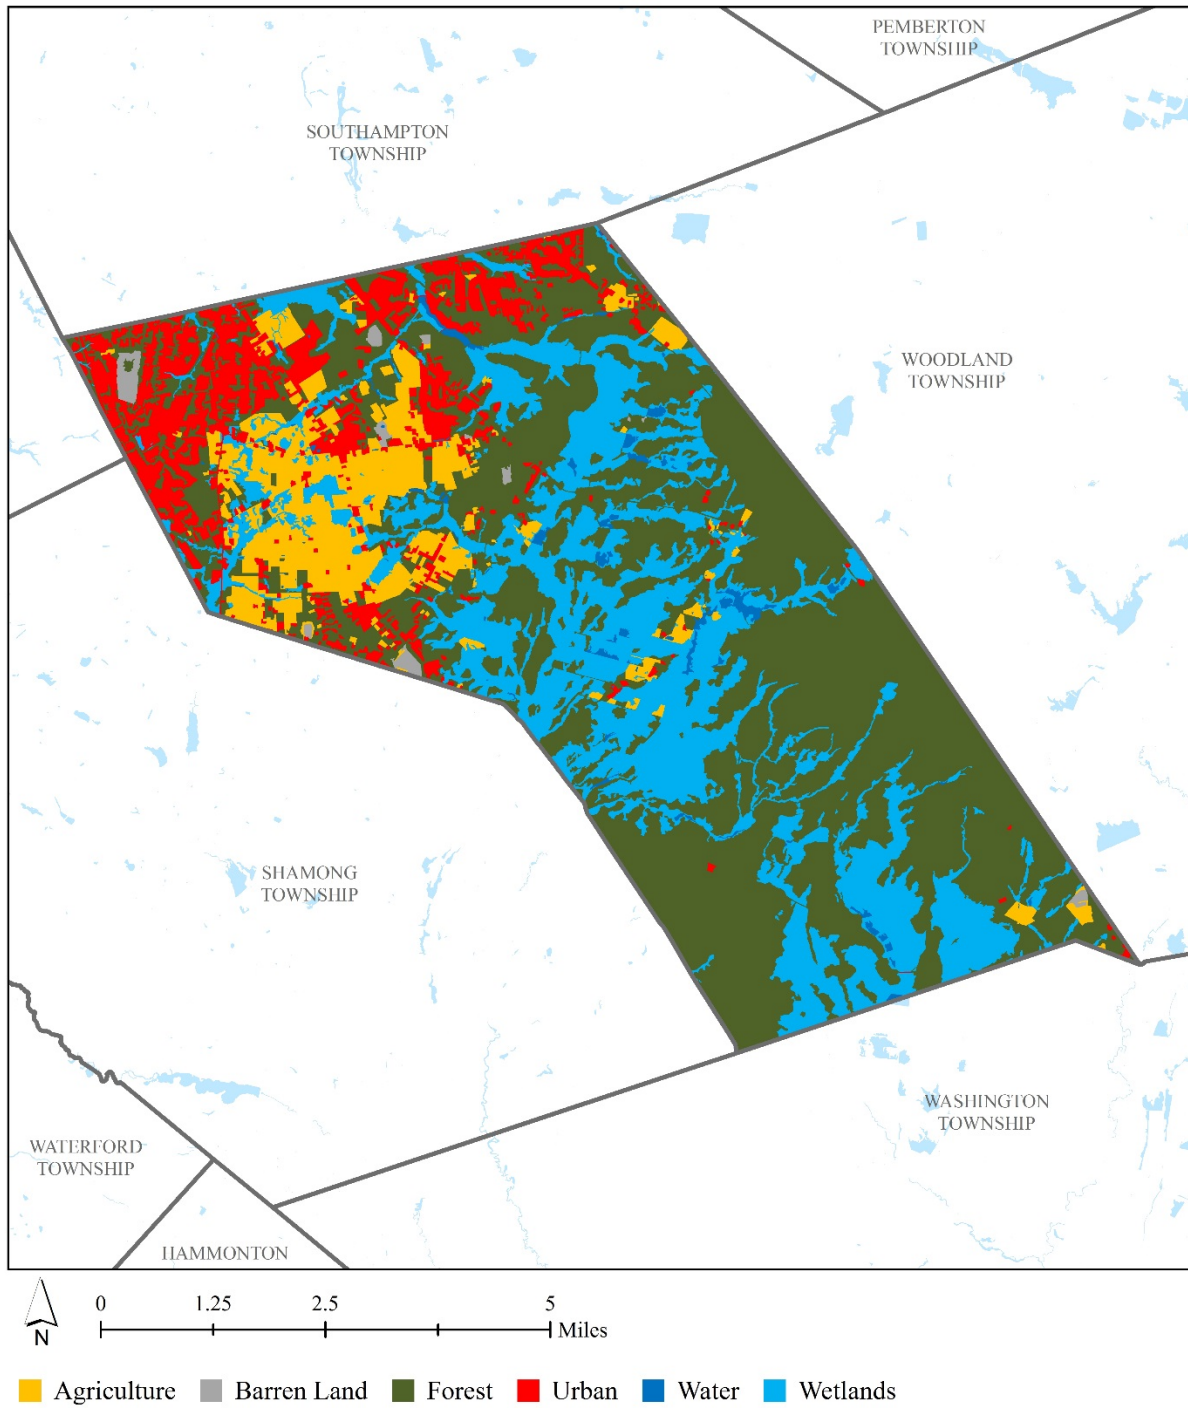 PEMBERTON
TOWNSHIP
SOUTHAMPTON
TOWNSHIP
WOODLAND
TOWNSHIP
SHAMONG
TOWNSHIP
WASHINGTON
TOWNSHIP
WATERFORD
TOWNSHIP
HAMMONTON
0 1.25 2.5 5
Miles
N
Agriculture Barren Land Forest Urban Water Wetlands